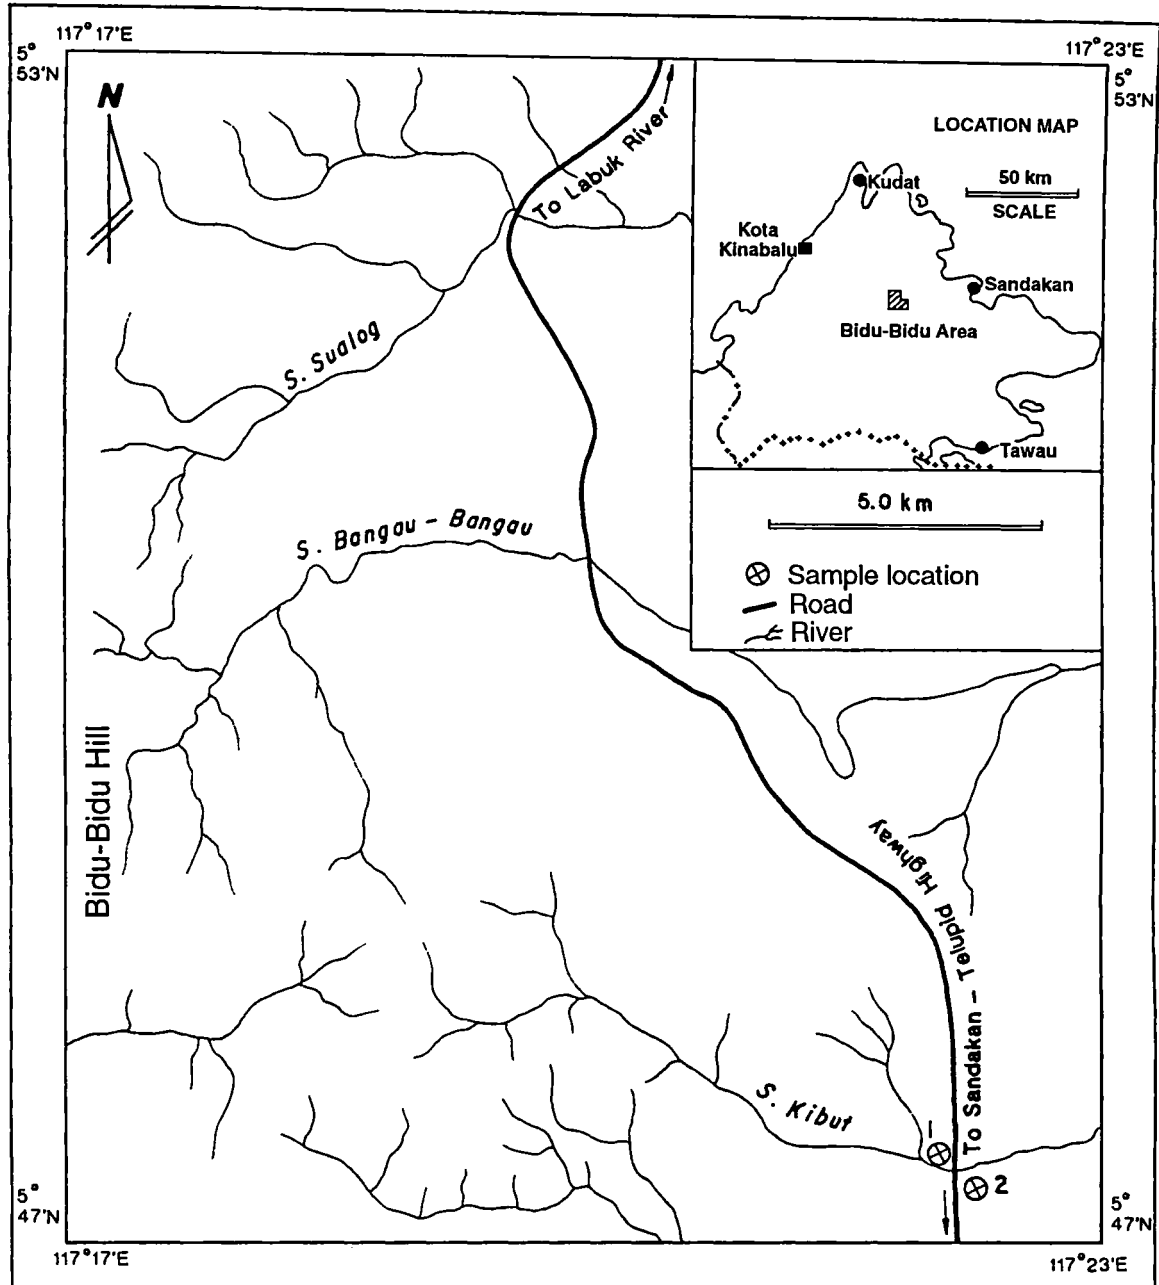 117°17'E
117°23'E
5°
53'N
5°
53'N
N
To Labuk River
LOCATION MAP
Kudat
50 km
SCALE
Kota
Kinabalu
Sandakan
Bidu-Bidu Area
Tawau
S. Sualog
5.0 km
S. Bangau - Bangau
Sample location
Road
River
Bidu-Bidu Hill
To Sandakan - Telupid Highway
S. Kibut
1
2
5°
47'N
5°
47'N
117°17'E
117°23'E